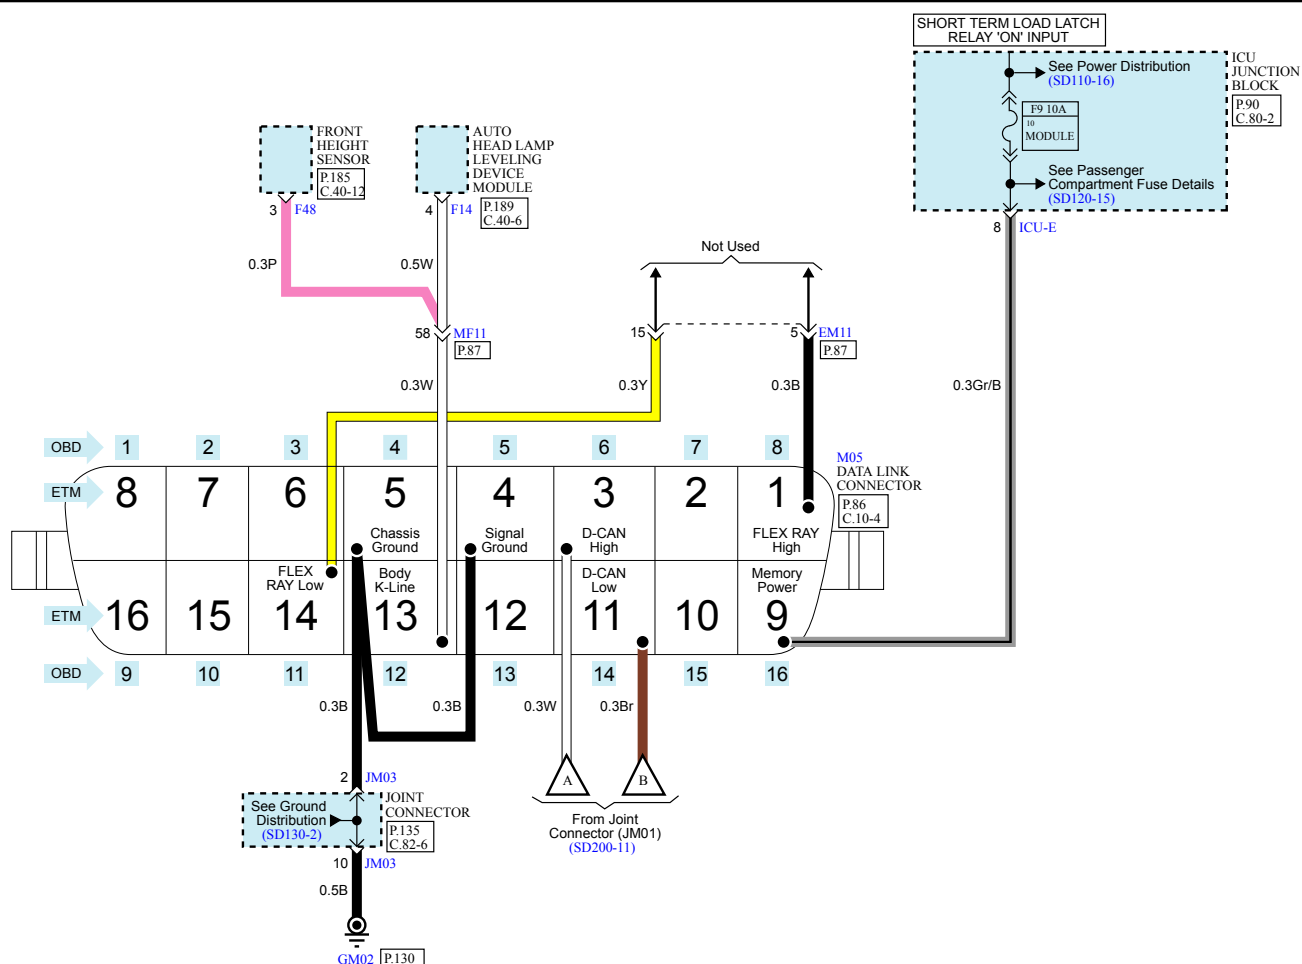 SHORT TERM LOAD LATCH
RELAY 'ON' INPUT
See Power Distribution
(SD110-16)
F9 10A
10
MODULE
See Passenger
Compartment Fuse Details
(SD120-15)
ICU
JUNCTION
BLOCK
P.90
C.80-2
8
ICU-E
FRONT
HEIGHT
SENSOR
P.185
C.40-12
3
F48
AUTO
HEAD LAMP
LEVELING
DEVICE
MODULE
P.189
C.40-6
4
F14
0.3P
0.5W
Not Used
58
MF11
P.87
15
5
EM11
P.87
0.3W
0.3Y
0.3B
0.3Gr/B
OBD
1
2
3
4
5
6
7
8
M05
DATA LINK
CONNECTOR
P.86
C.10-4
ETM
8
7
6
5
4
3
2
1
Chassis
Ground
Signal
Ground
D-CAN
High
FLEX RAY
High
FLEX
RAY Low
Body
K-Line
D-CAN
Low
Memory
Power
ETM
16
15
14
13
12
11
10
9
OBD
9
10
11
12
13
14
15
16
0.3B
0.3B
0.3W
0.3Br
2
JM03
A
B
See Ground
Distribution
(SD130-2)
JOINT
CONNECTOR
P.135
C.82-6
From Joint
Connector (JM01)
(SD200-11)
10
JM03
0.5B
GM02
P.130